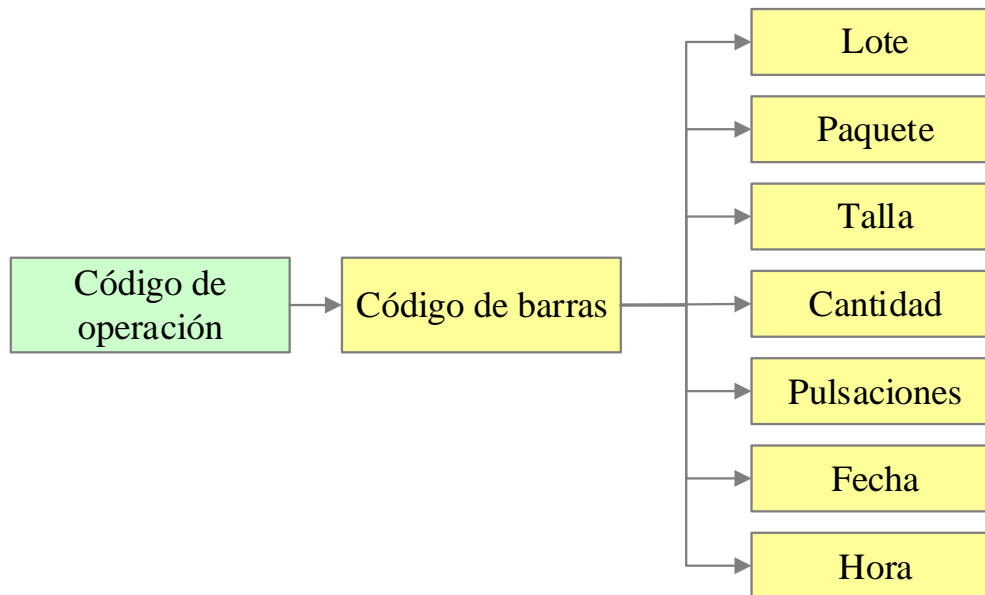 Código de
operación
Código de barras
Lote
Paquete
Talla
Cantidad
Pulsaciones
Fecha
Hora